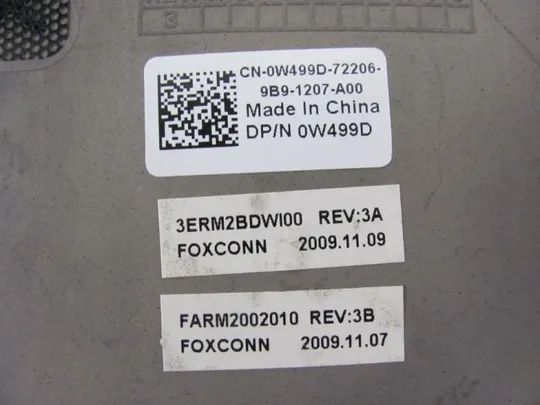 3
CN-0W499D-72206-
9B9-1207-A00
Made In China
DP/N 0W499D
3ERM2BDWI00 REV:3A
FOXCONN 2009.11.09
FARM2002010 REV:3B
FOXCONN 2009.11.07